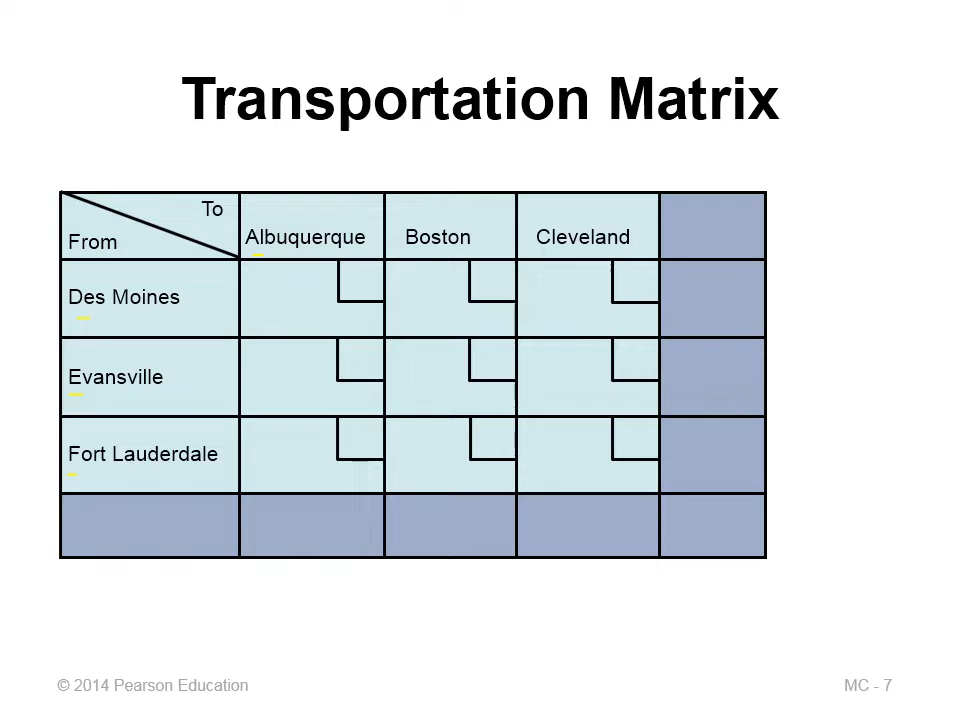 Transportation Matrix
To
From
Albuquerque Boston Cleveland
Des Moines
Evansville
Fort Lauderdale
© 2014 Pearson Education MC - 7